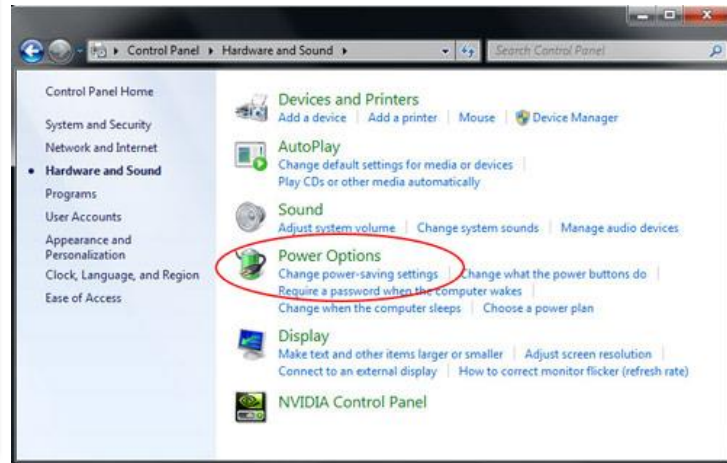 Control Panel Hardware and Sound Search Control Panel
Control Panel Home
System and Security
Network and Internet
Hardware and Sound
Programs
User Accounts
Appearance and
Personalization
Clock, Language, and Region
Ease of Access
Devices and Printers
Add a device Add a printer Mouse Device Manager
AutoPlay
Change default settings for media or devices
Play CDs or other media automatically
Sound
Adjust system volume Change system sounds Manage audio devices
Power Options
Change power-saving settings Change what the power buttons do
Require a password when the computer wakes
Change when the computer sleeps Choose a power plan
Display
Make text and other items larger or smaller Adjust screen resolution
Connect to an external display How to correct monitor flicker (refresh rate)
NVIDIA Control Panel